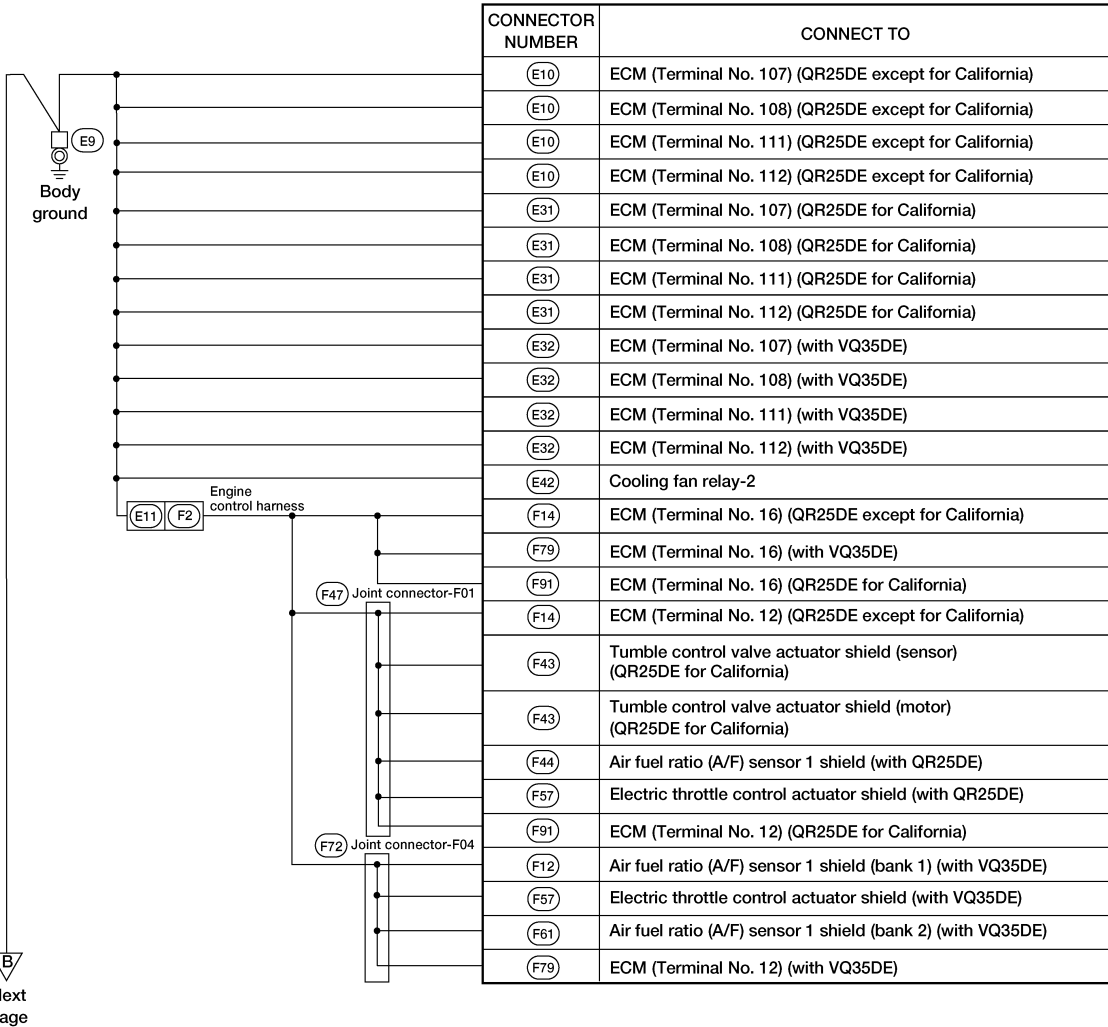 CONNECTOR
NUMBER
CONNECT TO
E10 ECM (Terminal No. 107) (QR25DE except for California)
E10 ECM (Terminal No. 108) (QR25DE except for California)
E9
E10 ECM (Terminal No. 111) (QR25DE except for California)
E10 ECM (Terminal No. 112) (QR25DE except for California)
Body
ground
E31 ECM (Terminal No. 107) (QR25DE for California)
E31 ECM (Terminal No. 108) (QR25DE for California)
E31 ECM (Terminal No. 111) (QR25DE for California)
E31 ECM (Terminal No. 112) (QR25DE for California)
E32 ECM (Terminal No. 107) (with VQ35DE)
E32 ECM (Terminal No. 108) (with VQ35DE)
E32 ECM (Terminal No. 111) (with VQ35DE)
E32 ECM (Terminal No. 112) (with VQ35DE)
E42 Cooling fan relay-2
Engine
control harness
E11 F2
F14 ECM (Terminal No. 16) (QR25DE except for California)
F79 ECM (Terminal No. 16) (with VQ35DE)
F91 ECM (Terminal No. 16) (QR25DE for California)
F47 Joint connector-F01
F14 ECM (Terminal No. 12) (QR25DE except for California)
F43 Tumble control valve actuator shield (sensor)
(QR25DE for California)
F43 Tumble control valve actuator shield (motor)
(QR25DE for California)
F44 Air fuel ratio (A/F) sensor 1 shield (with QR25DE)
F57 Electric throttle control actuator shield (with QR25DE)
F91 ECM (Terminal No. 12) (QR25DE for California)
F72 Joint connector-F04
F12 Air fuel ratio (A/F) sensor 1 shield (bank 1) (with VQ35DE)
F57 Electric throttle control actuator shield (with VQ35DE)
F61 Air fuel ratio (A/F) sensor 1 shield (bank 2) (with VQ35DE)
F79 ECM (Terminal No. 12) (with VQ35DE)
B